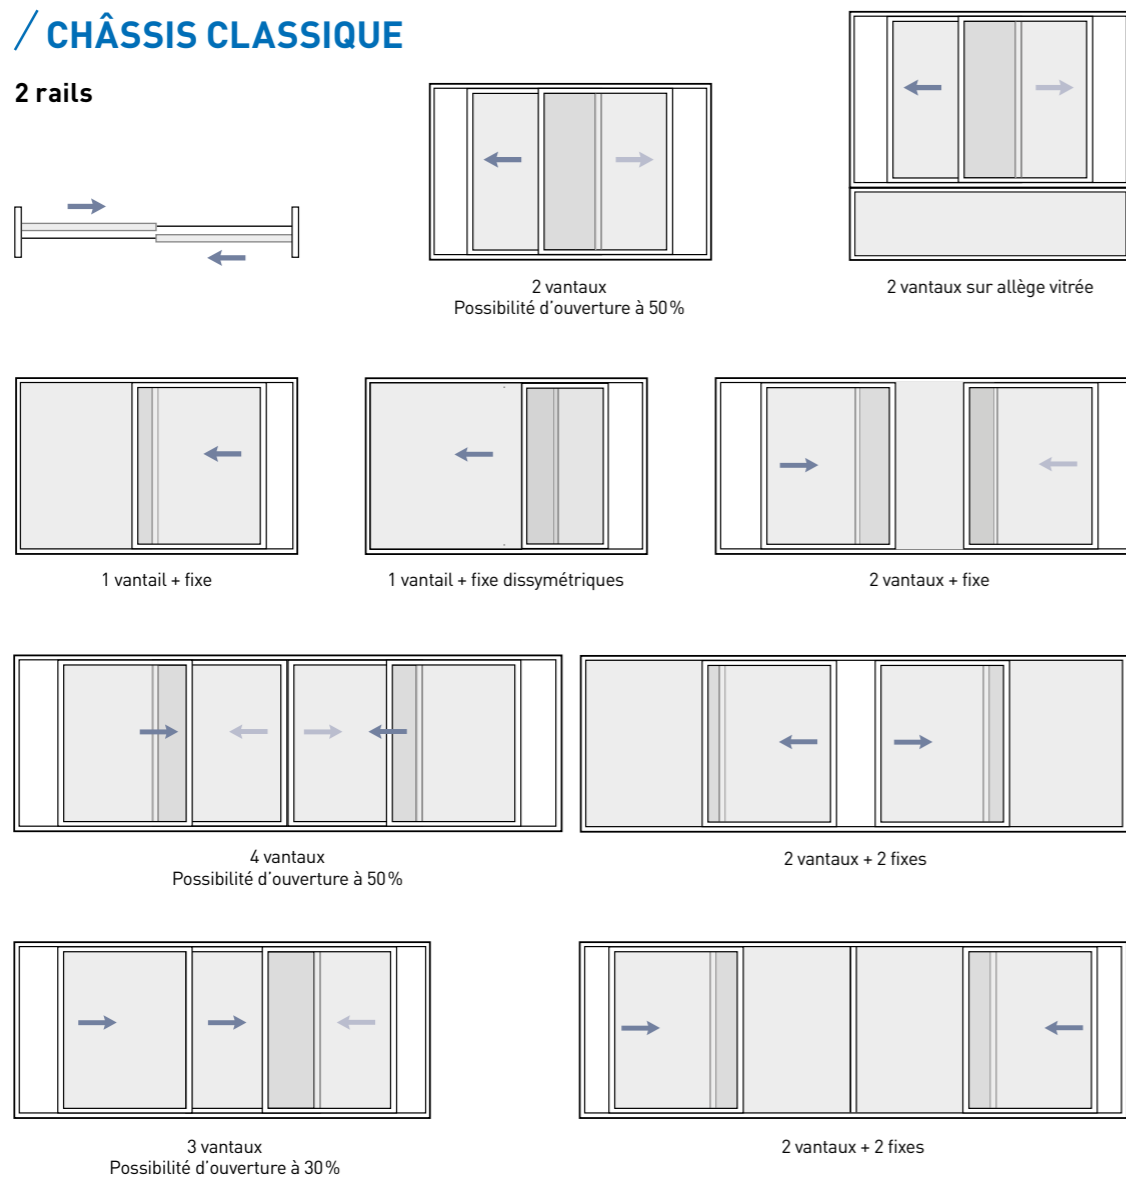 CHÂSSIS CLASSIQUE
2 rails
2 vantaux
Possibilité d'ouverture à 50%
2 vantaux sur allège vitrée
1 vantail + fixe
1 vantail + fixe dissymétriques
2 vantaux + fixe
4 vantaux
Possibilité d'ouverture à 50%
2 vantaux + 2 fixes
3 vantaux
Possibilité d'ouverture à 30%
2 vantaux + 2 fixes